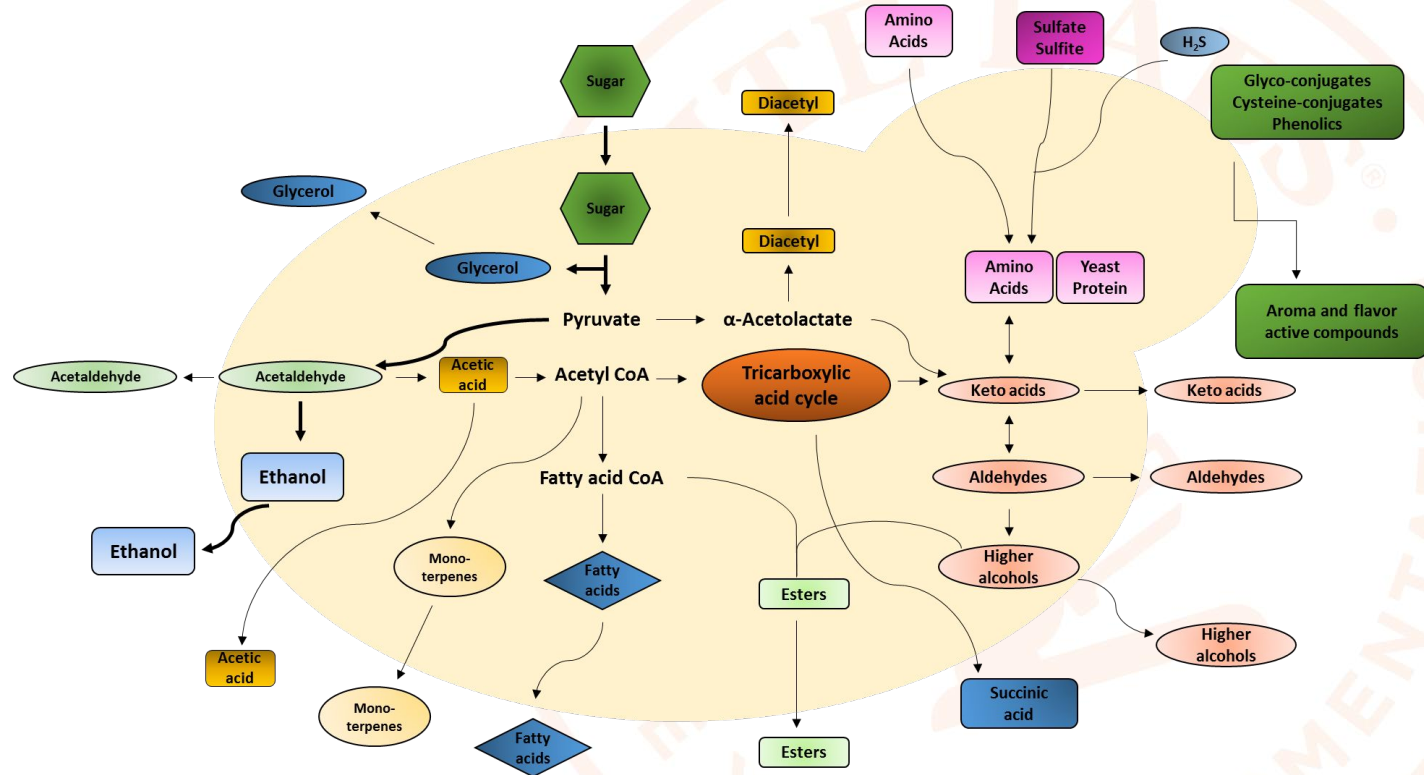 Amino
Acids
Sulfate
Sulfite
H₂S
Sugar
Diacetyl
Glyco-conjugates
Cysteine-conjugates
Phenolics
Glycerol
Sugar
Diacetyl
Glycerol
Amino
Acids
Yeast
Protein
Pyruvate
α-Acetolactate
Aroma and flavor
active compounds
Acetaldehyde
Acetaldehyde
Acetic
acid
Acetyl CoA
Tricarboxylic
acid cycle
Keto acids
Keto acids
Ethanol
Fatty acid CoA
Aldehydes
Aldehydes
Ethanol
Mono-
terpenes
Fatty
acids
Esters
Higher
alcohols
Higher
alcohols
Acetic
acid
Mono-
terpenes
Succinic
acid
Fatty
acids
Esters